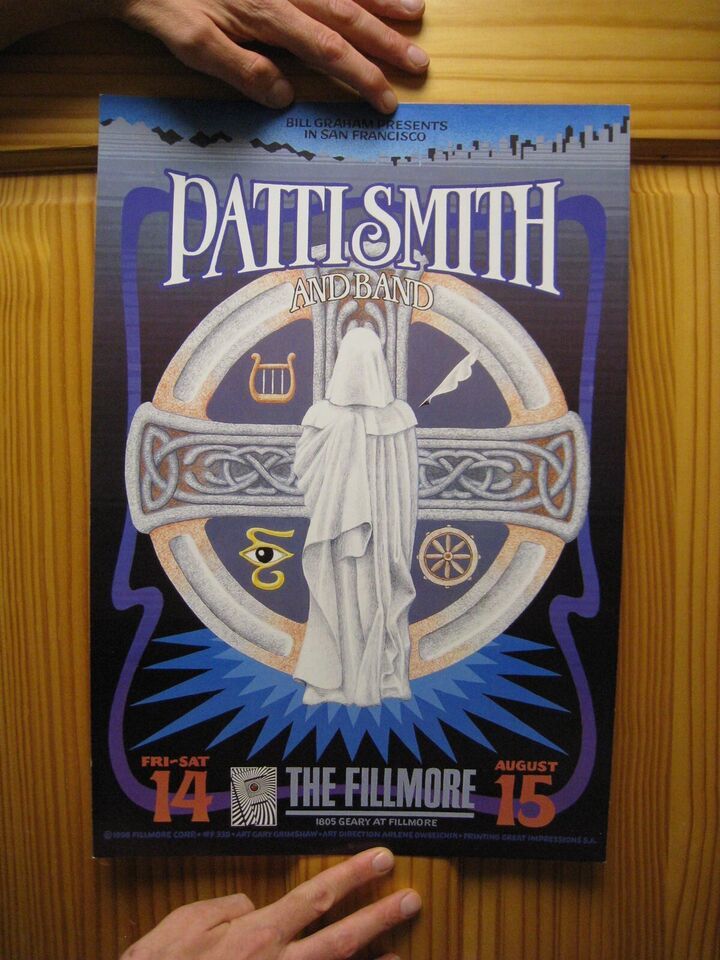 BILL GRAHAM PRESENTS
IN SAN FRANCISCO
PATTI SMITH
AND BAND
FRI-SAT
14
THE FILLMORE
1805 GEARY AT FILLMORE
AUGUST
15
©1998 FILLMORE CORP. • #F 339 • ART GARY GRIMSHAW • ART DIRECTION ARLENE OWSEICHIK • PRINTING GREAT IMPRESSIONS S.F.